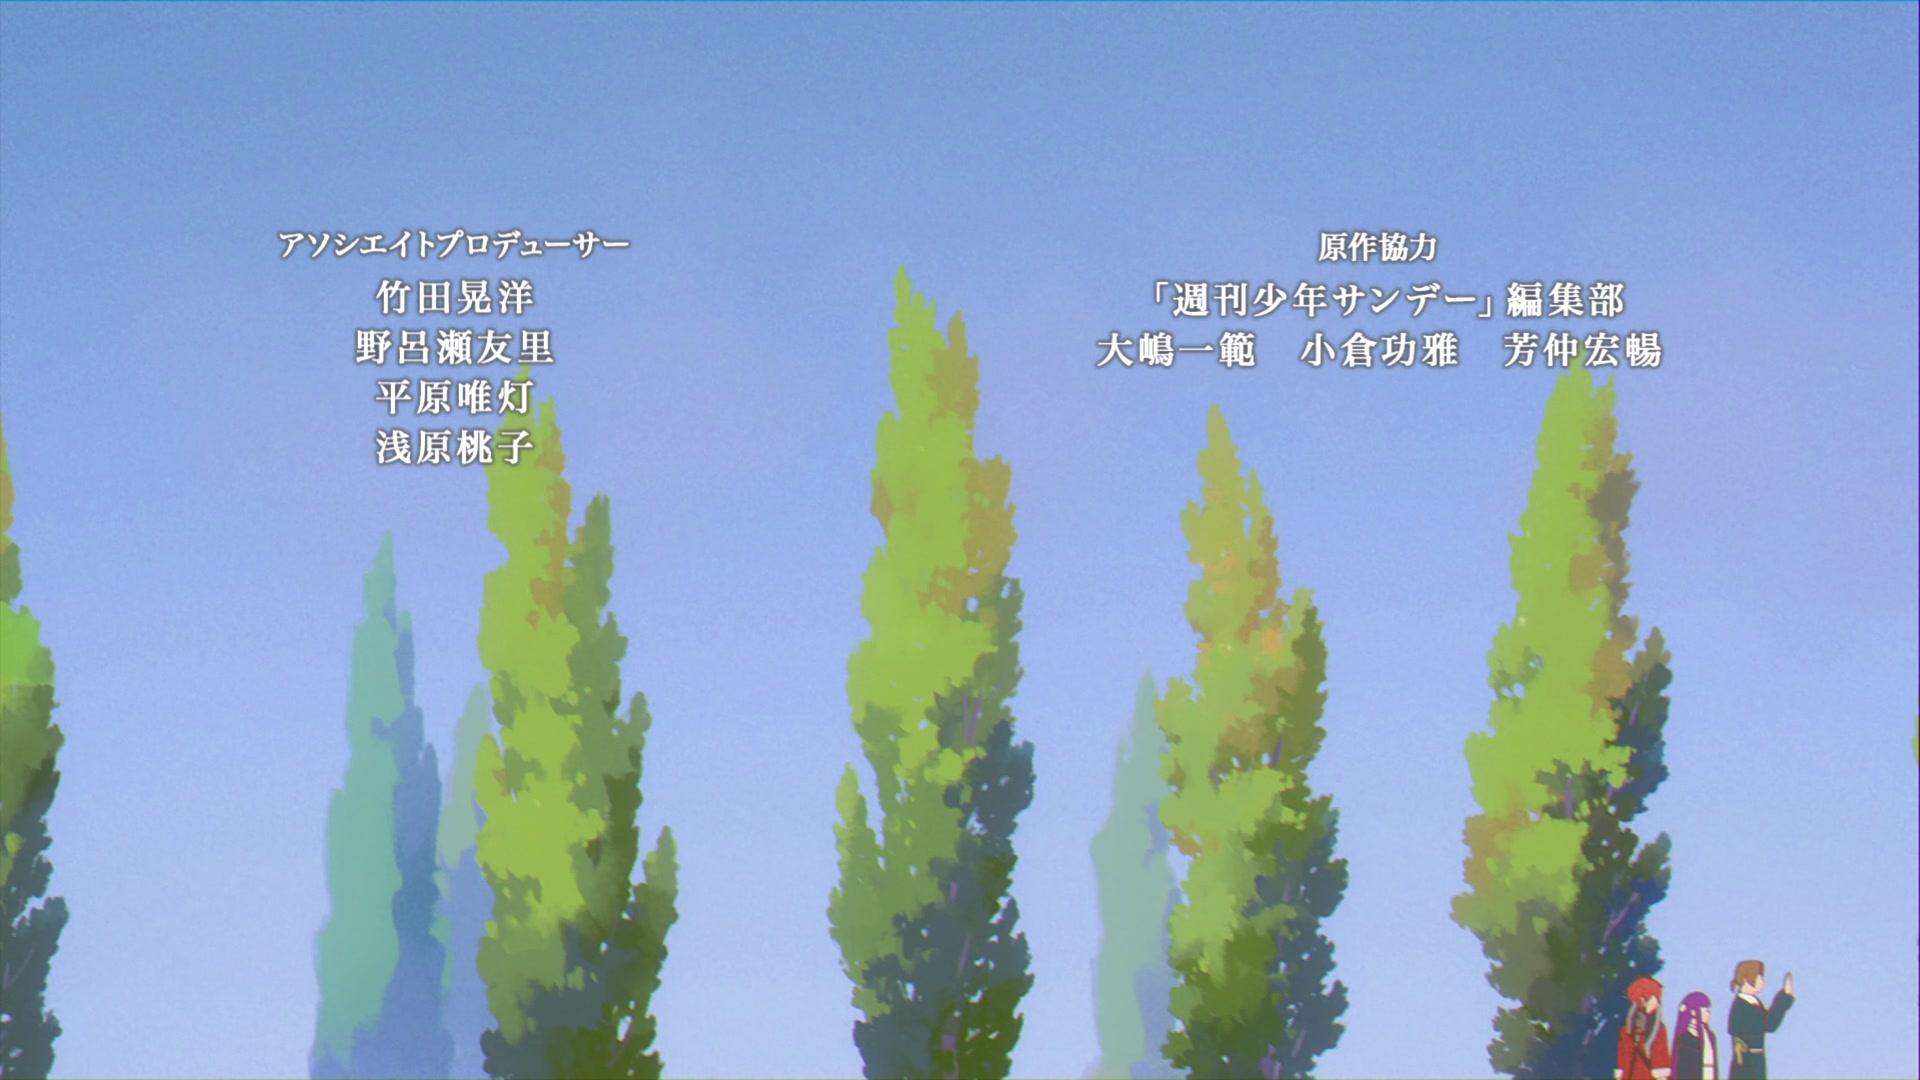 アソシエイトプロデューサー
竹田晃洋
野呂瀬友里
平原唯灯
浅原桃子
原作協力
「週刊少年サンデー」編集部
大嶋一範　小倉功雅　芳仲宏暢